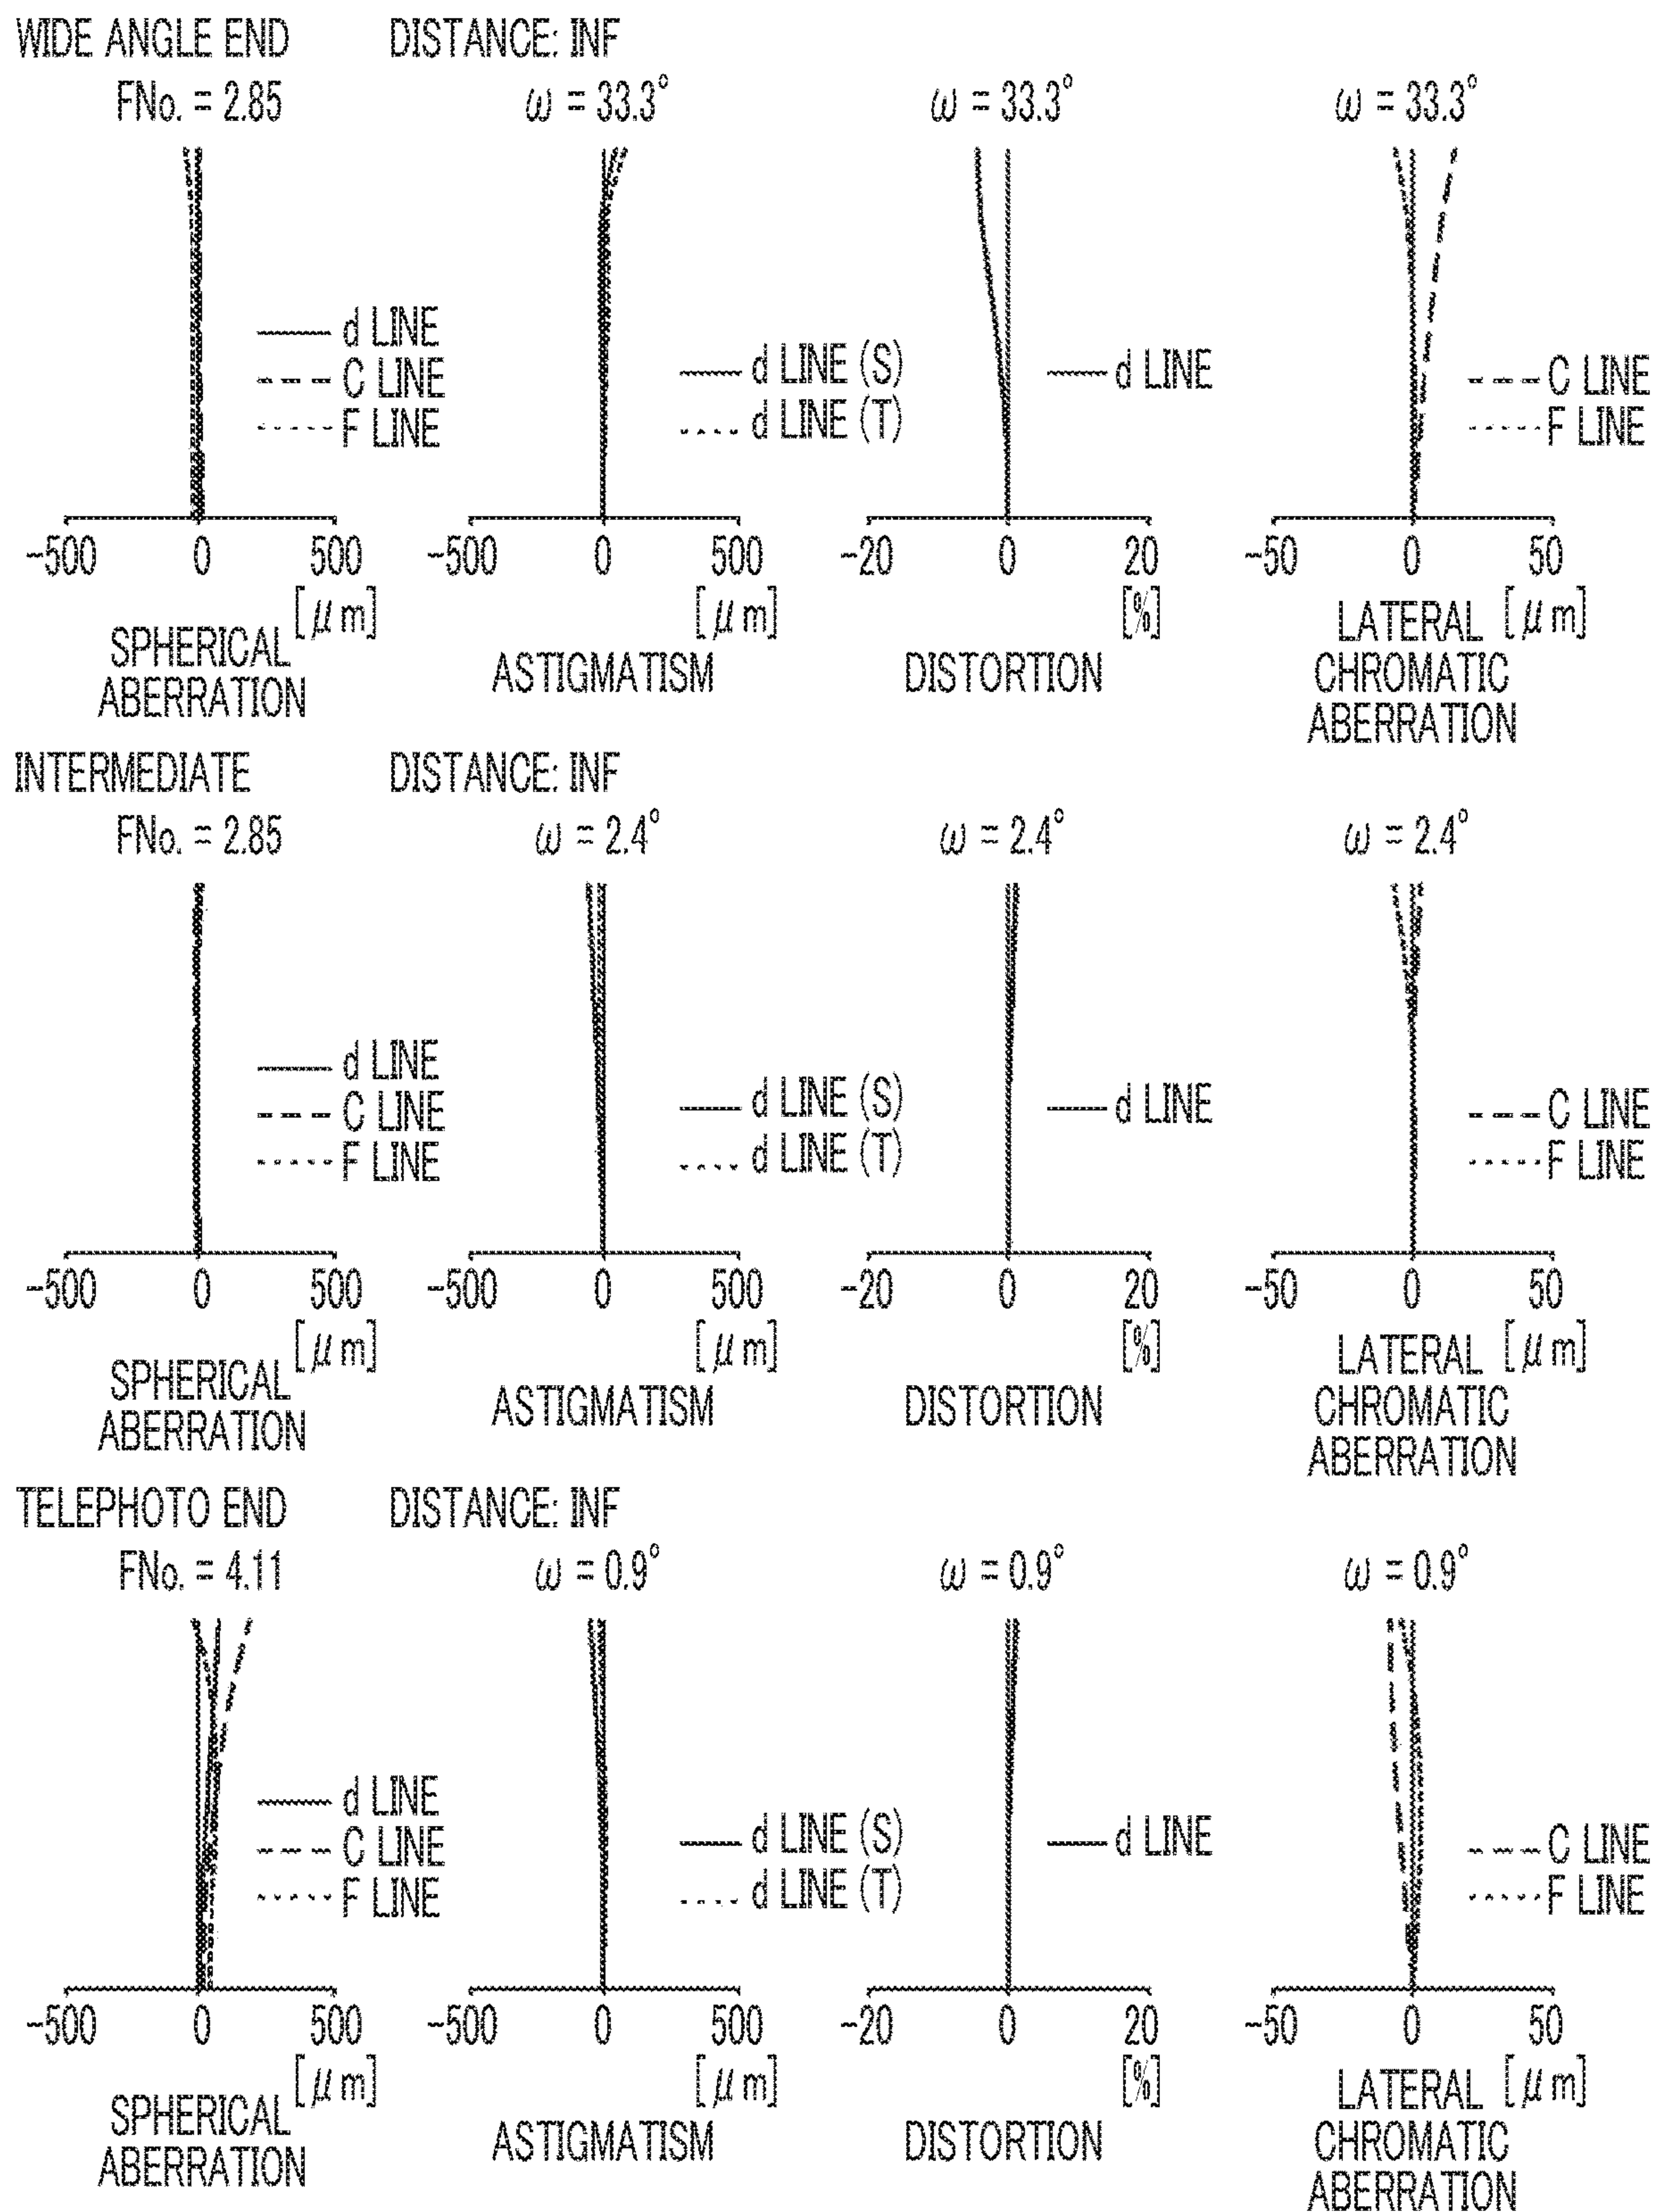 WIDE ANGLE END DISTANCE: INF
FNo. = 2.85 ω = 33.3° ω = 33.3° ω = 33.3°
d LINE
C LINE
F LINE
d LINE (S)
d LINE (T)
d LINE
C LINE
F LINE
-500 0 500 -500 0 500 -20 0 20 -50 0 50
[μm] [μm] [%] [μm]
SPHERICAL
ABERRATION
ASTIGMATISM
DISTORTION
LATERAL
CHROMATIC
ABERRATION
INTERMEDIATE DISTANCE: INF
FNo. = 2.85 ω = 2.4° ω = 2.4° ω = 2.4°
d LINE
C LINE
F LINE
d LINE (S)
d LINE (T)
d LINE
C LINE
F LINE
-500 0 500 -500 0 500 -20 0 20 -50 0 50
[μm] [μm] [%] [μm]
SPHERICAL
ABERRATION
ASTIGMATISM
DISTORTION
LATERAL
CHROMATIC
ABERRATION
TELEPHOTO END DISTANCE: INF
FNo. = 4.11 ω = 0.9° ω = 0.9° ω = 0.9°
d LINE
C LINE
F LINE
d LINE (S)
d LINE (T)
d LINE
C LINE
F LINE
-500 0 500 -500 0 500 -20 0 20 -50 0 50
[μm] [μm] [%] [μm]
SPHERICAL
ABERRATION
ASTIGMATISM
DISTORTION
LATERAL
CHROMATIC
ABERRATION